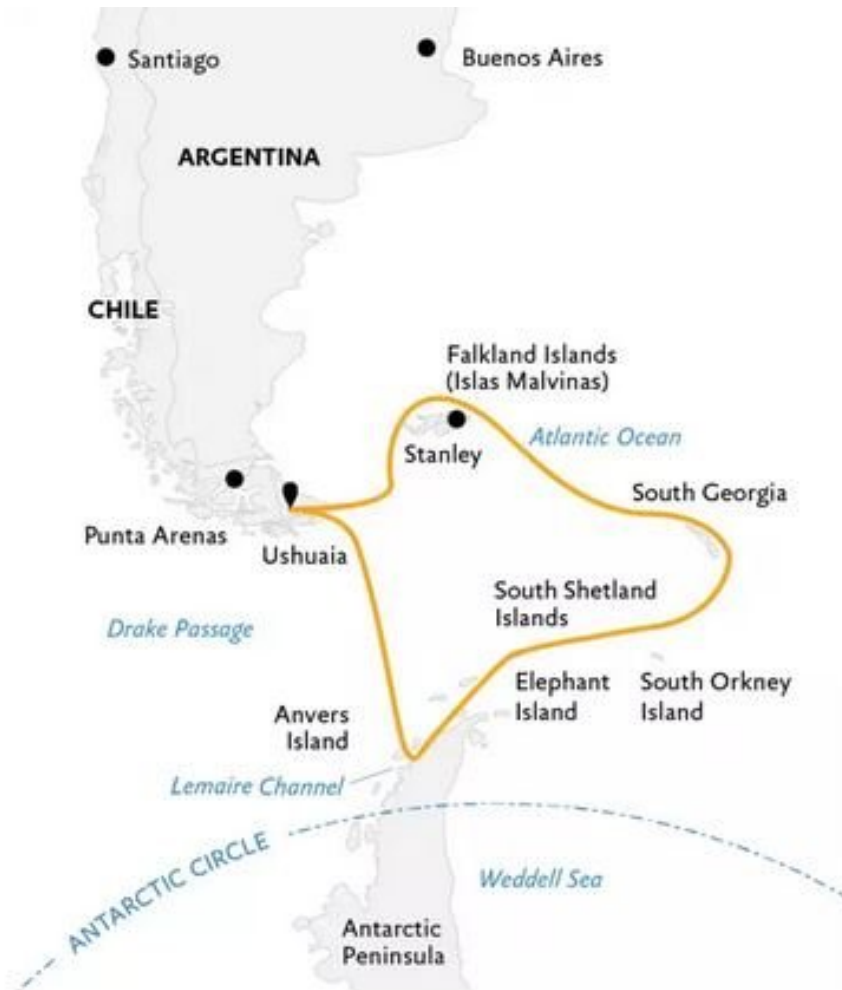 Santiago
Buenos Aires
ARGENTINA
CHILE
Falkland Islands
(Islas Malvinas)
Atlantic Ocean
Stanley
South Georgia
Punta Arenas
Ushuaia
South Shetland
Islands
Drake Passage
Elephant
Island
South Orkney
Island
Anvers
Island
Lemaire Channel
ANTARCTIC CIRCLE
Weddell Sea
Antarctic
Peninsula